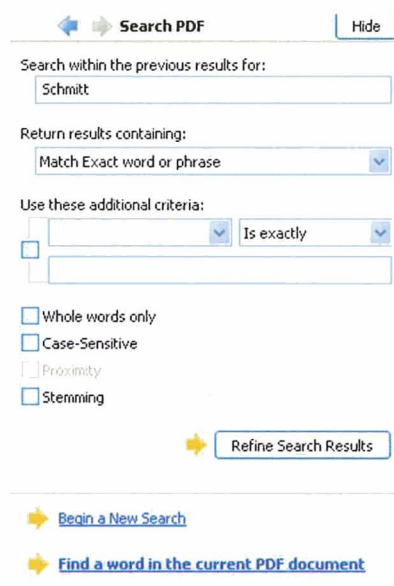 Search PDF Hide
Search within the previous results for:
Schmitt
Return results containing:
Match Exact word or phrase
Use these additional criteria:
Is exactly
Whole words only
Case-Sensitive
Proximity
Stemming
Refine Search Results
Begin a New Search
Find a word in the current PDF document